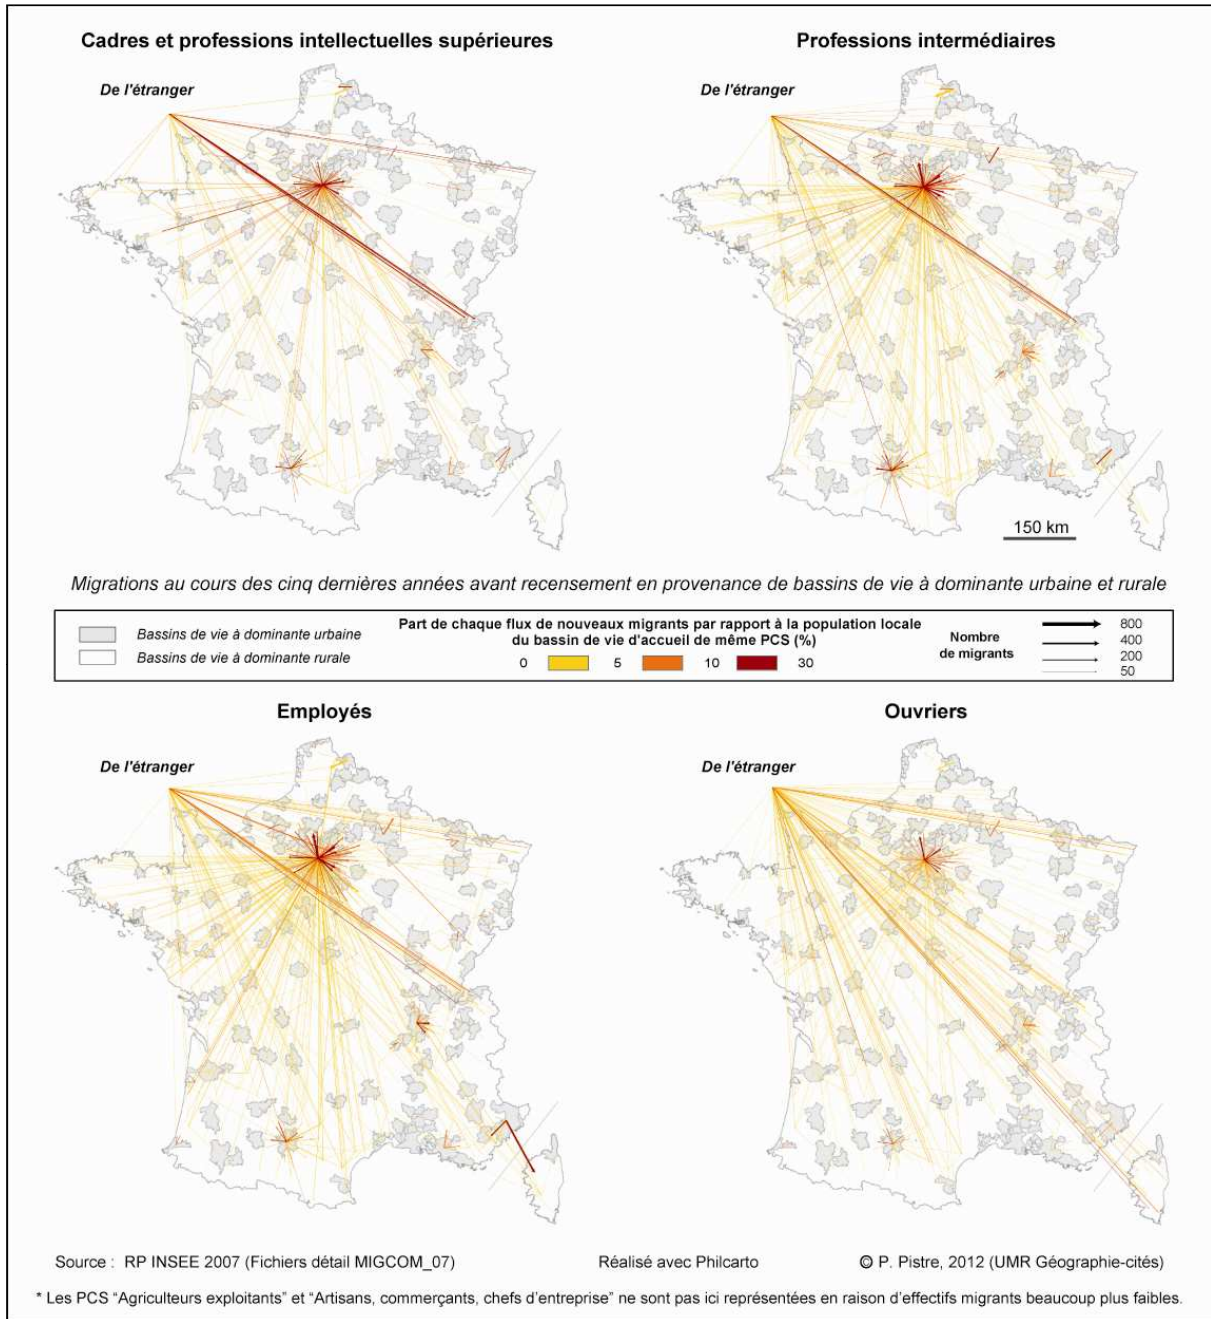 Cadres et professions intellectuelles supérieures
Professions intermédiaires
De l'étranger
De l'étranger
150 km
Migrations au cours des cinq dernières années avant recensement en provenance de bassins de vie à dominante urbaine et rurale
Bassins de vie à dominante urbaine
Bassins de vie à dominante rurale
Part de chaque flux de nouveaux migrants par rapport à la population locale
du bassin de vie d'accueil de même PCS (%)
0 5 10 30
Nombre
de migrants
800
400
200
50
Employés
Ouvriers
De l'étranger
De l'étranger
Source : RP INSEE 2007 (Fichiers détail MIGCOM_07)
Réalisé avec Philcarto
© P. Pistre, 2012 (UMR Géographie-cités)
* Les PCS “Agriculteurs exploitants” et “Artisans, commerçants, chefs d’entreprise” ne sont pas ici représentées en raison d’effectifs migrants beaucoup plus faibles.